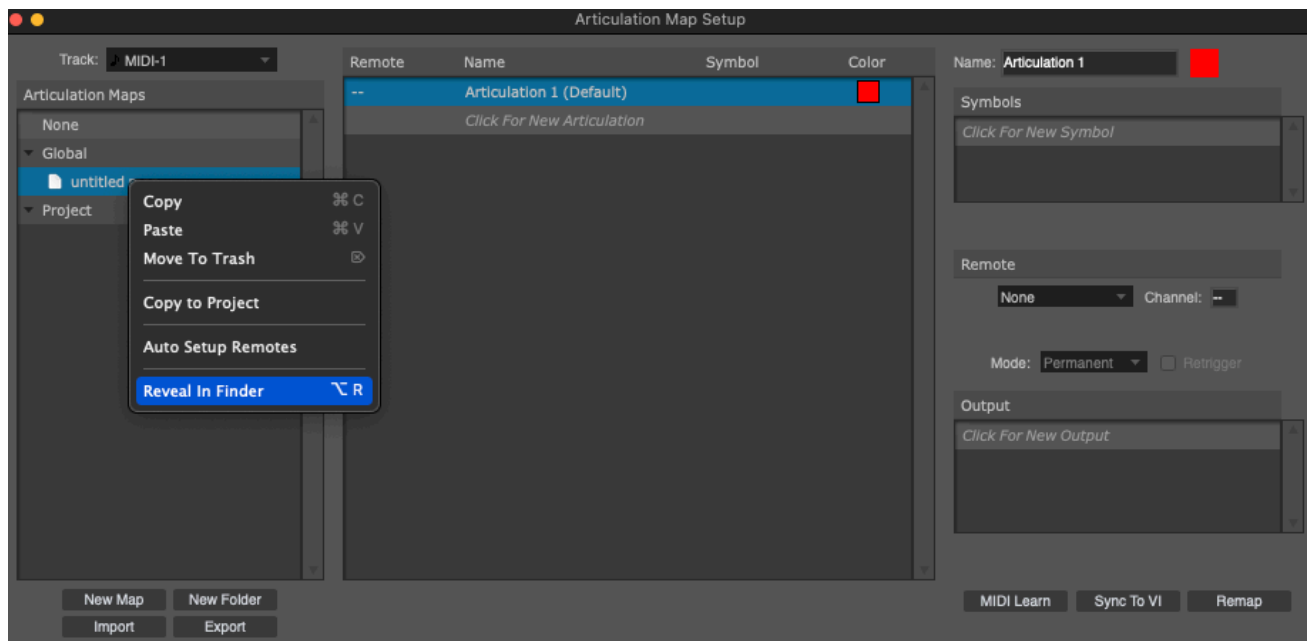 Articulation Map Setup
Track: MIDI-1
Articulation Maps
None
Global
untitled
Project
Copy ⌘ C
Paste ⌘ V
Move To Trash ⌦
Copy to Project
Auto Setup Remotes
Reveal In Finder ⌥ R
New Map New Folder
Import Export
Remote Name Symbol Color
-- Articulation 1 (Default)
Click For New Articulation
Name: Articulation 1
Symbols
Click For New Symbol
Remote
None Channel: --
Mode: Permanent Retrigger
Output
Click For New Output
MIDI Learn Sync To VI Remap